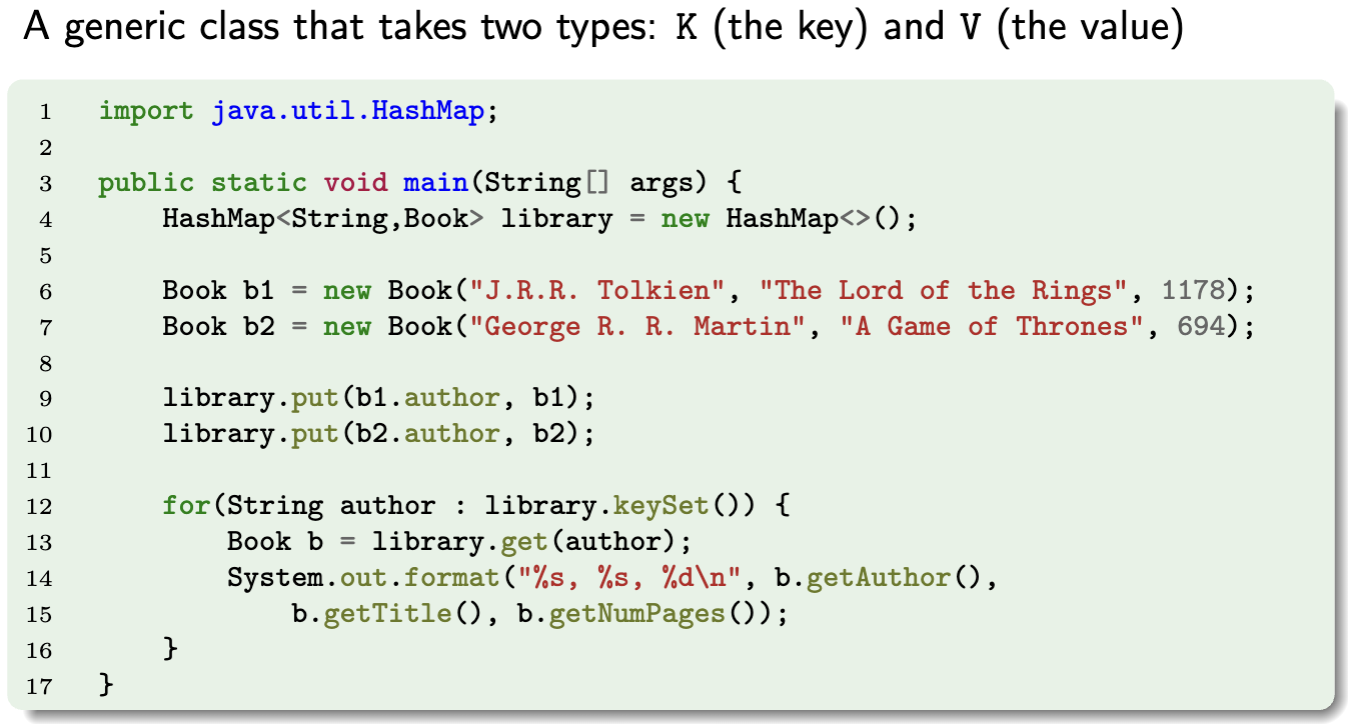 A generic class that takes two types: K (the key) and V (the value)
1 import java.util.HashMap;
2
3 public static void main(String[] args) {
4     HashMap<String,Book> library = new HashMap<>();
5
6     Book b1 = new Book("J.R.R. Tolkien", "The Lord of the Rings", 1178);
7     Book b2 = new Book("George R. R. Martin", "A Game of Thrones", 694);
8
9     library.put(b1.author, b1);
10     library.put(b2.author, b2);
11
12     for(String author : library.keySet()) {
13         Book b = library.get(author);
14         System.out.format("%s, %s, %d\n", b.getAuthor(),
15             b.getTitle(), b.getNumPages());
16     }
17 }